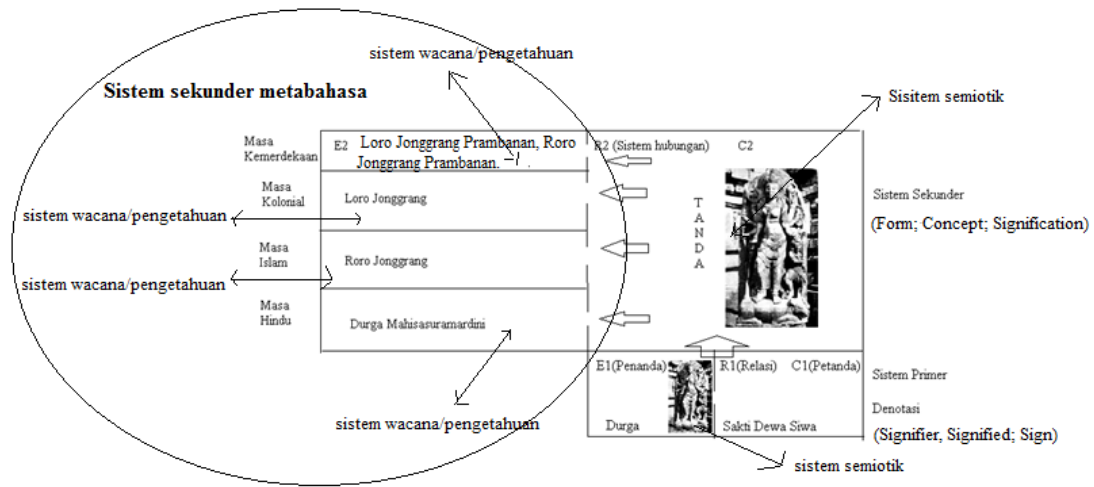 sistem wacana/pengetahuan
Sistem sekunder metabahasa
Sisitem semiotik
Masa
Kemerdekaan
E2 Loro Jonggrang Prambanan, Roro
Jonggrang Prambanan.
R2 (Sistem hubungan)
C2
Masa
Kolonial
Loro Jonggrang
sistem wacana/pengetahuan
T
A
N
D
A
Sistem Sekunder
(Form; Concept; Signification)
Masa
Islam
Roro Jonggrang
sistem wacana/pengetahuan
Masa
Hindu
Durga Mahisasuramardini
E1(Penanda)
R1(Relasi)
C1(Petanda)
Sistem Primer
Denotasi
sistem wacana/pengetahuan
Durga
Sakti Dewa Siwa
(Signifier, Signified; Sign)
sistem semiotik